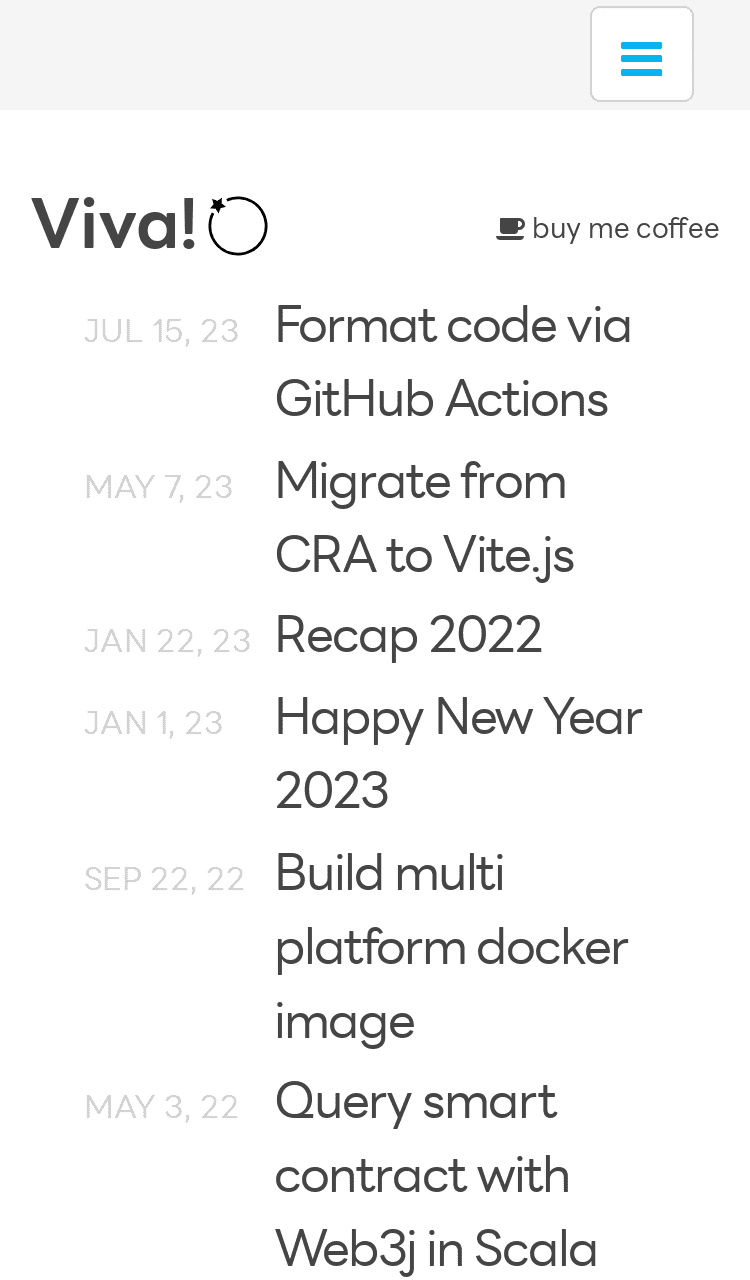 Viva!
buy me coffee
JUL 15, 23 Format code via
GitHub Actions
MAY 7, 23 Migrate from
CRA to Vite.js
JAN 22, 23 Recap 2022
JAN 1, 23 Happy New Year
2023
SEP 22, 22 Build multi
platform docker
image
MAY 3, 22 Query smart
contract with
Web3j in Scala